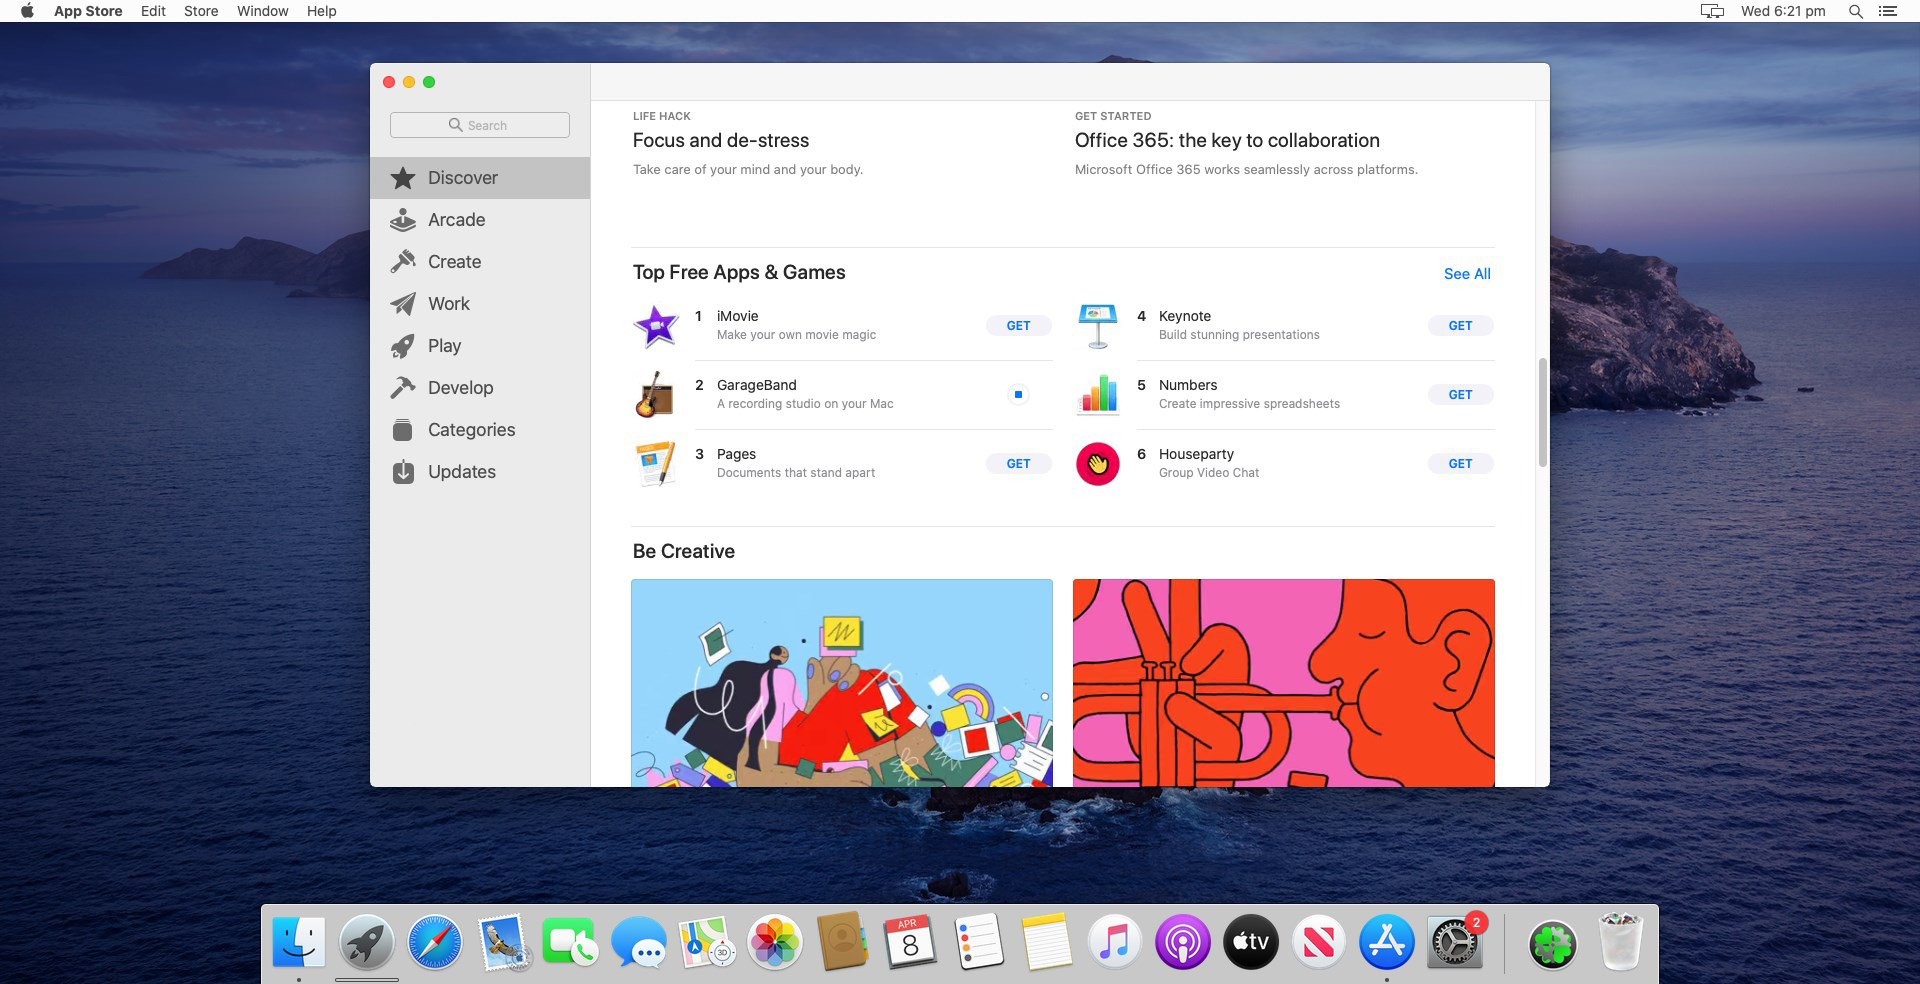 App Store Edit Store Window Help
Wed 6:21 pm
Search
Discover
Arcade
Create
Work
Play
Develop
Categories
Updates
LIFE HACK
Focus and de-stress
Take care of your mind and your body.
GET STARTED
Office 365: the key to collaboration
Microsoft Office 365 works seamlessly across platforms.
Top Free Apps & Games
See All
1 iMovie
Make your own movie magic
GET
2 GarageBand
A recording studio on your Mac
3 Pages
Documents that stand apart
GET
4 Keynote
Build stunning presentations
GET
5 Numbers
Create impressive spreadsheets
GET
6 Houseparty
Group Video Chat
GET
Be Creative
3D
APR
8
tv
2